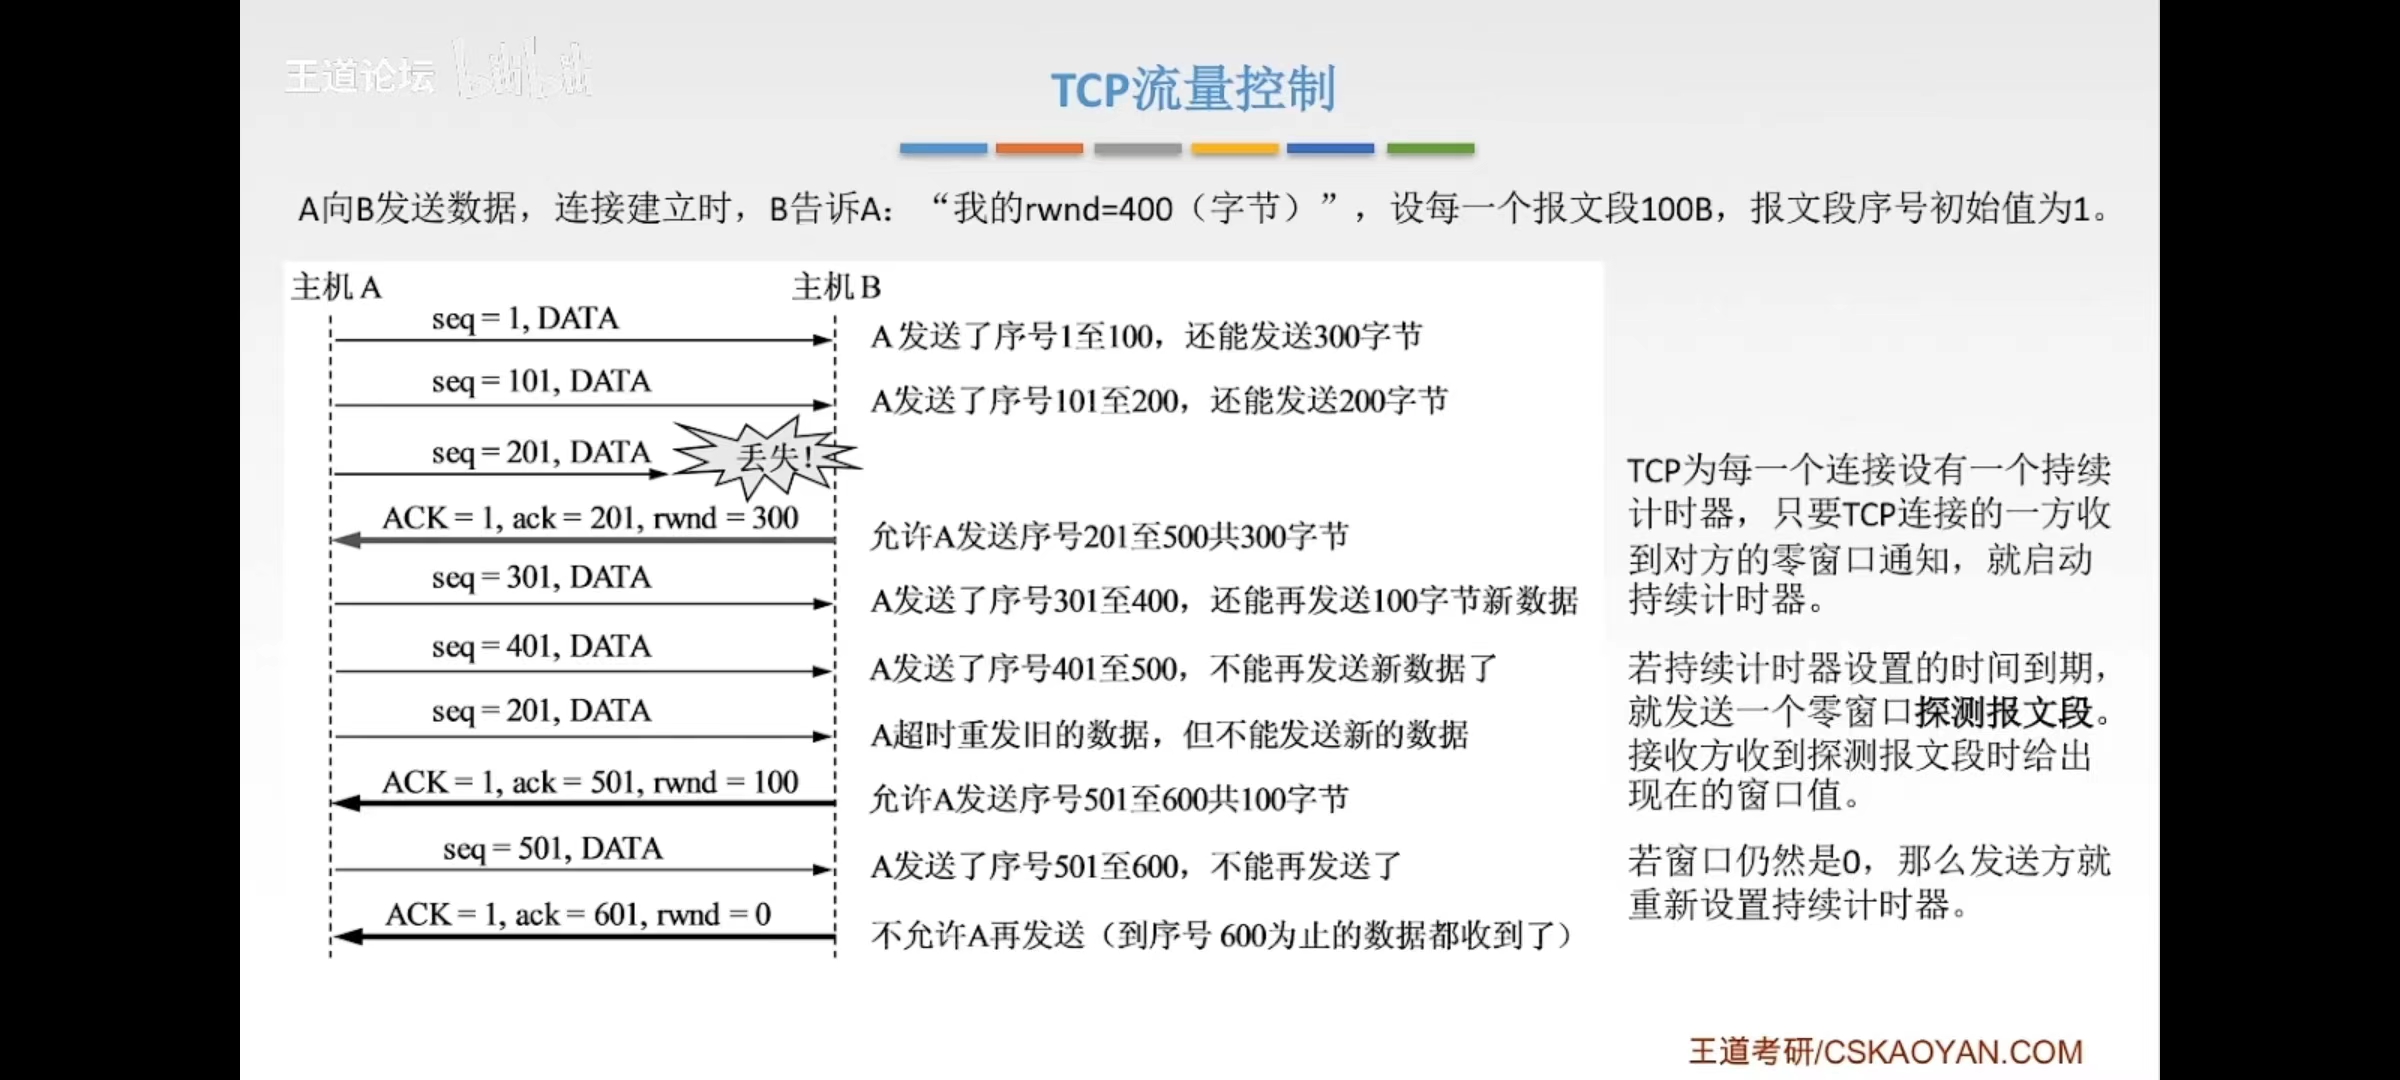 王道论坛 bilibili
TCP流量控制
A向B发送数据，连接建立时，B告诉A：“我的rwnd=400（字节）”，设每一个报文段100B，报文段序号初始值为1。
主机 A 主机 B
seq = 1, DATA
A 发送了序号1至100，还能发送300字节
seq = 101, DATA
A发送了序号101至200，还能发送200字节
seq = 201, DATA
丢失!
ACK = 1, ack = 201, rwnd = 300
允许A发送序号201至500共300字节
seq = 301, DATA
A发送了序号301至400，还能再发送100字节新数据
seq = 401, DATA
A发送了序号401至500，不能再发送新数据了
seq = 201, DATA
A超时重发旧的数据，但不能发送新的数据
ACK = 1, ack = 501, rwnd = 100
允许A发送序号501至600共100字节
seq = 501, DATA
A发送了序号501至600，不能再发送了
ACK = 1, ack = 601, rwnd = 0
不允许A再发送（到序号 600为止的数据都收到了）
TCP为每一个连接设有一个持续
计时器，只要TCP连接的一方收
到对方的零窗口通知，就启动
持续计时器。
若持续计时器设置的时间到期，
就发送一个零窗口探测报文段。
接收方收到探测报文段时给出
现在的窗口值。
若窗口仍然是0，那么发送方就
重新设置持续计时器。
王道考研/CSKAOYAN.COM